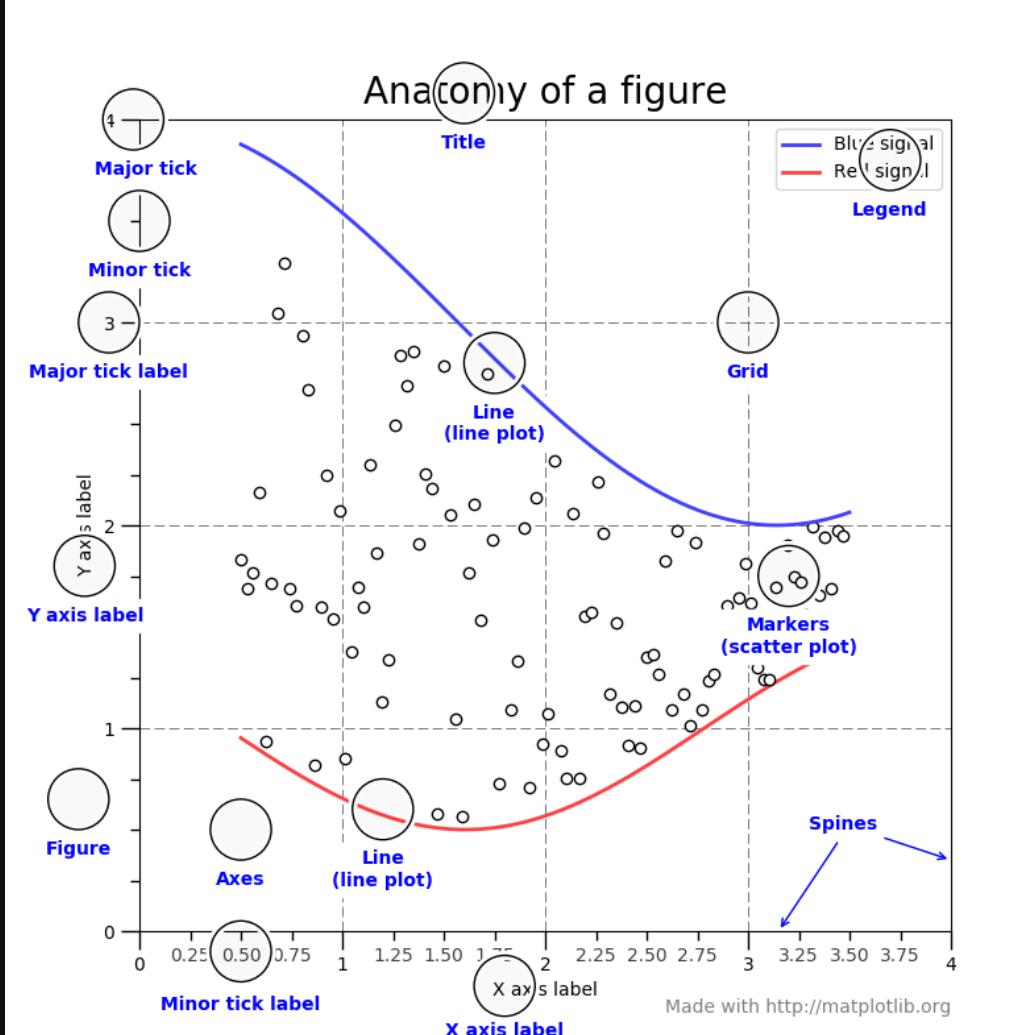 Anatomy of a figure
Title
4
Major tick
Blue signal
Red signal
Legend
Minor tick
3
Major tick label
Grid
Line
(line plot)
Y axis label
2
Y axis label
Markers
(scatter plot)
1
Figure
Axes
Line
(line plot)
Spines
0
0 0.25 0.50 0.75 1 1.25 1.50 1.75 2 2.25 2.75 3 3.25 3.50 3.75 4
Minor tick label
X axis label
Made with http://matplotlib.org
X axis label